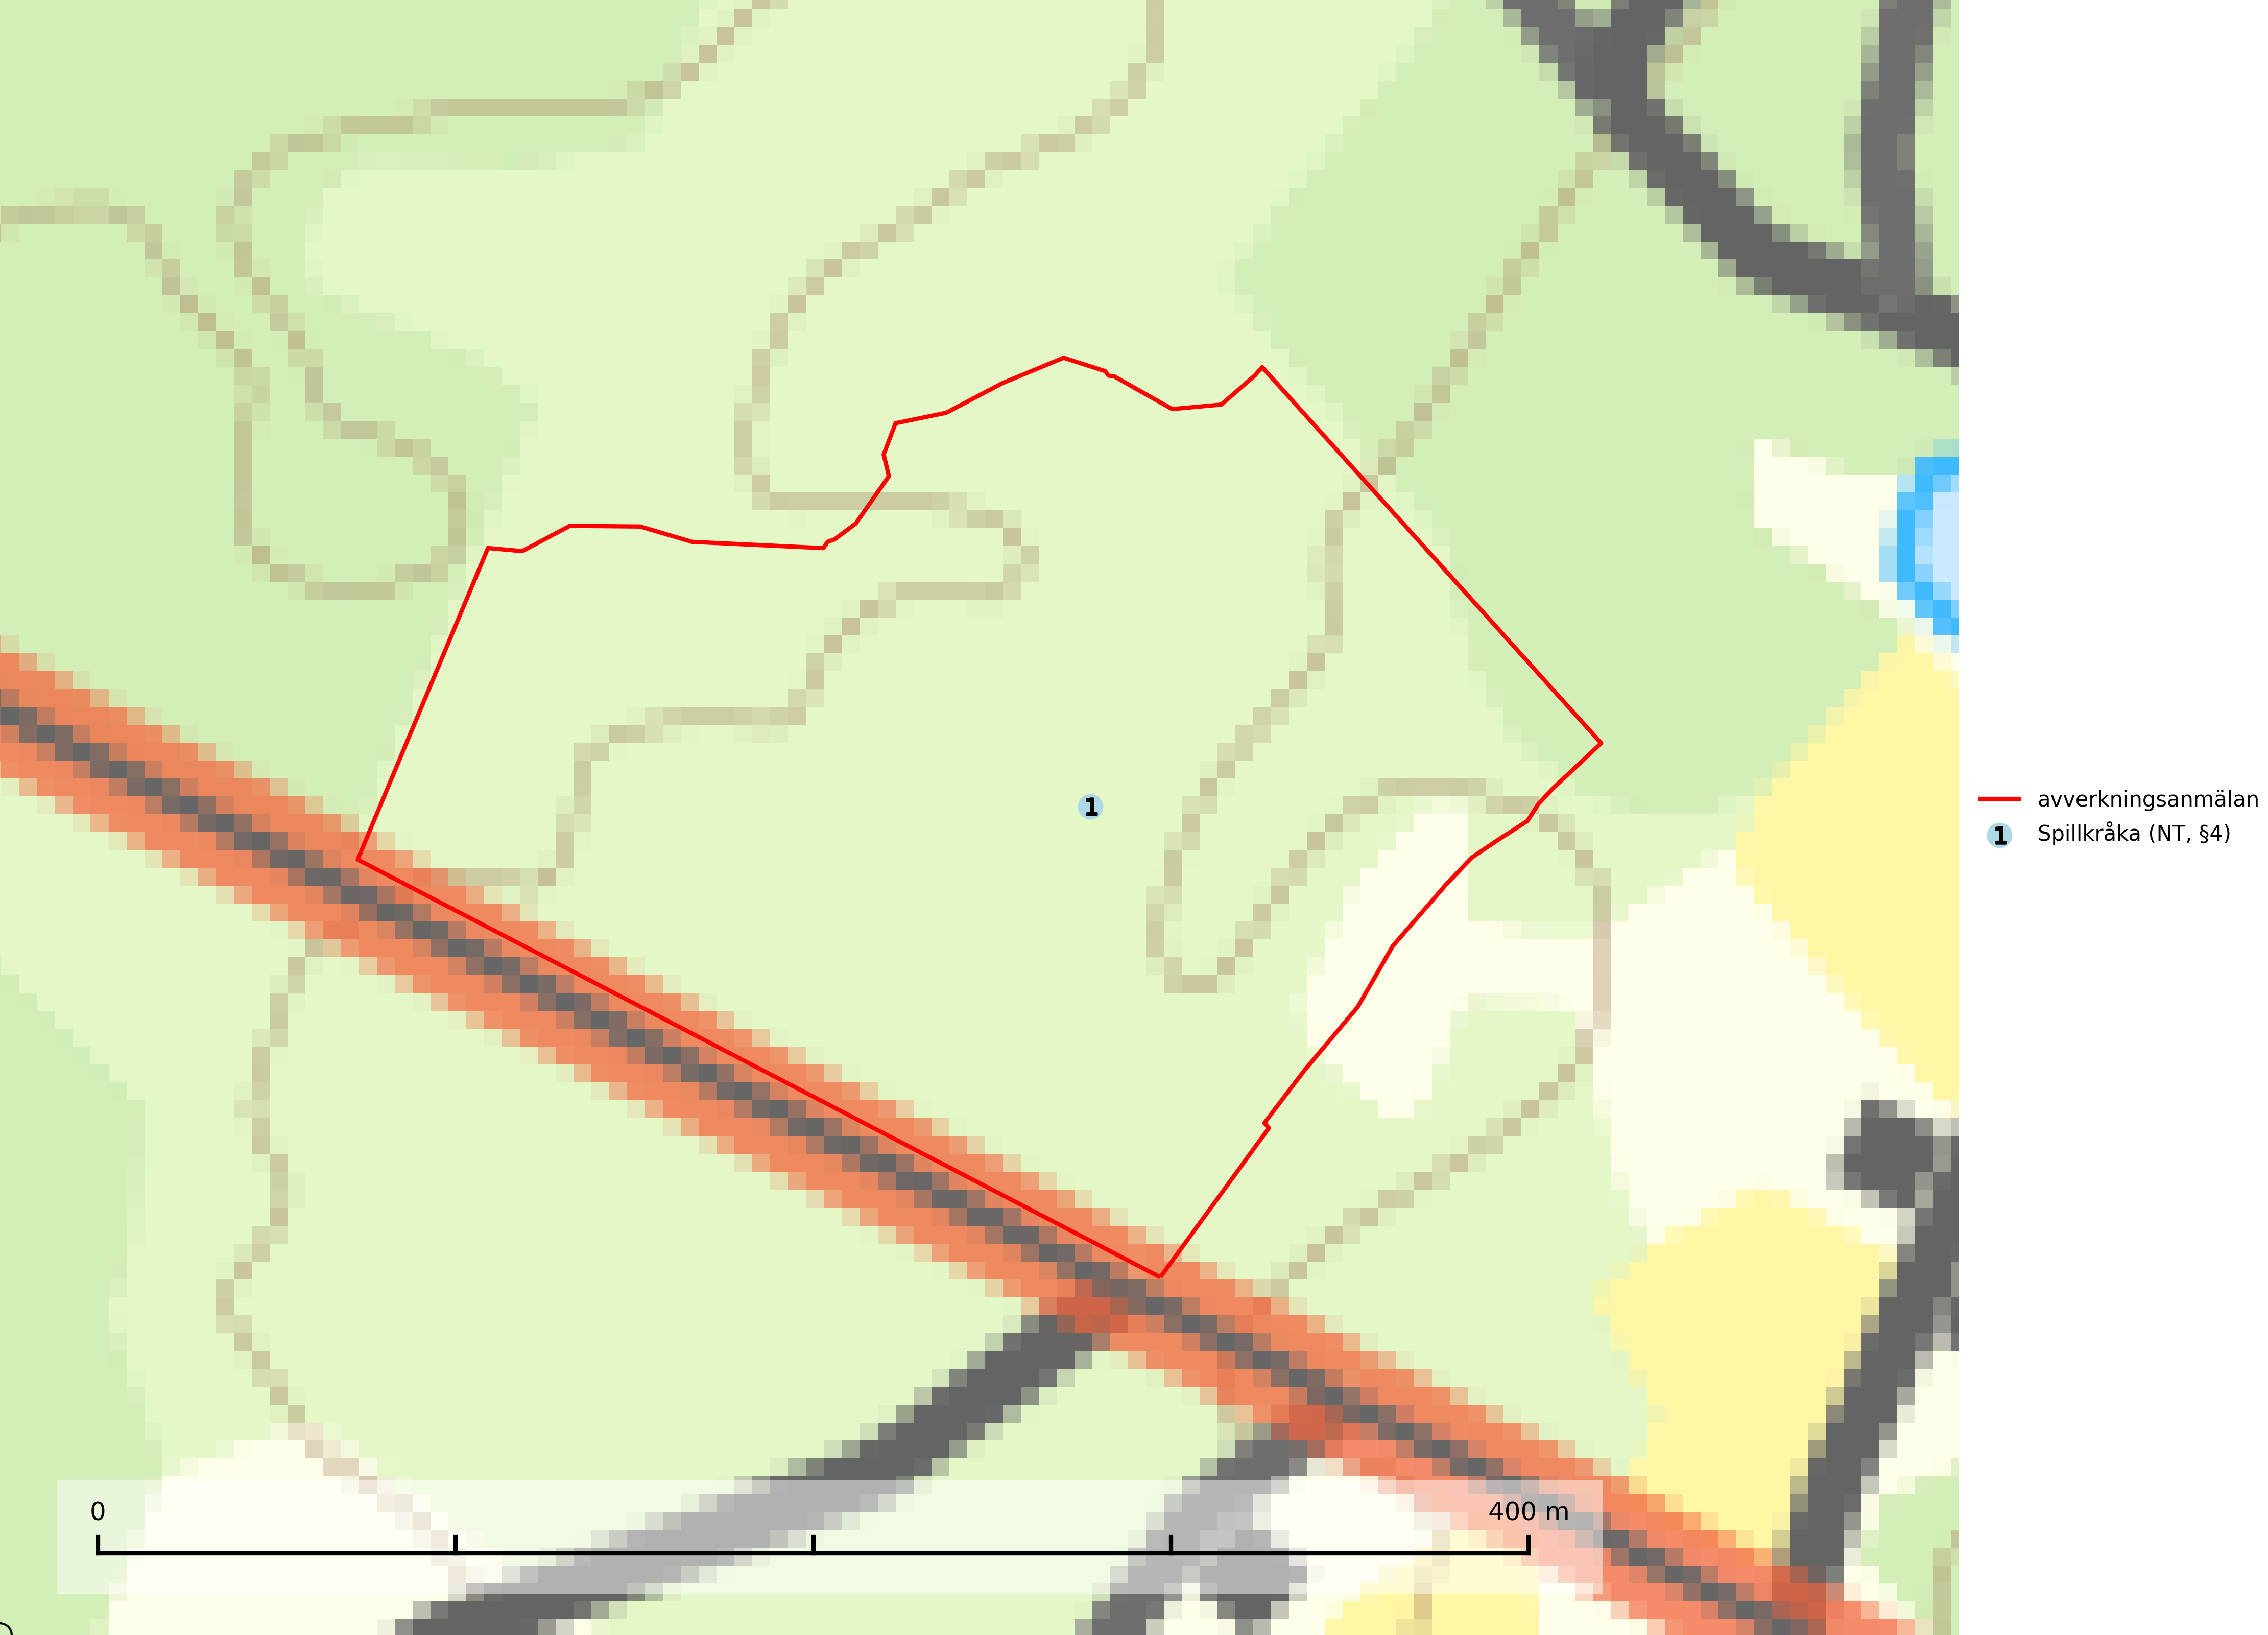 1
avverkningsanmälan
1 Spillkråka (NT, §4)
0 400 m